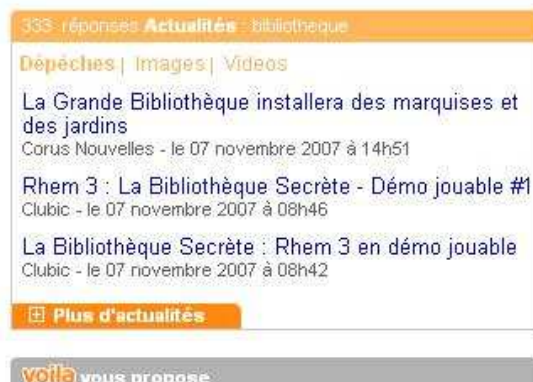 333 réponses Actualités : bibliotheque
Dépêches | Images | Videos
La Grande Bibliothèque installera des marquises et
des jardins
Corus Nouvelles - le 07 novembre 2007 à 14h51
Rhem 3 : La Bibliothèque Secrète - Démo jouable #1
Clubic - le 07 novembre 2007 à 08h46
La Bibliothèque Secrète : Rhem 3 en démo jouable
Clubic - le 07 novembre 2007 à 08h42
Plus d'actualités
voila vous propose